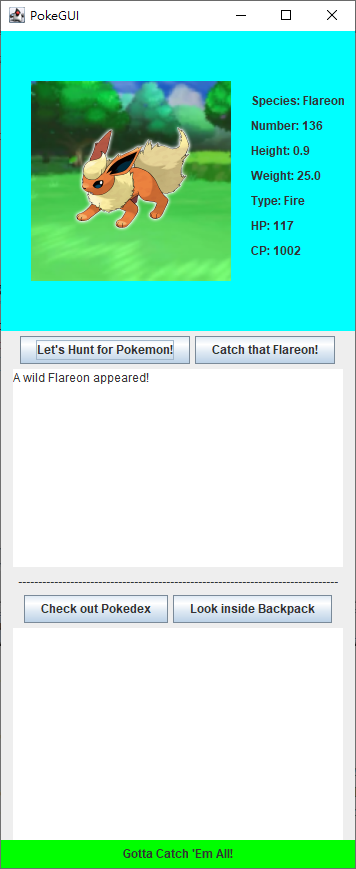 PokeGUI
Species: Flareon
Number: 136
Height: 0.9
Weight: 25.0
Type: Fire
HP: 117
CP: 1002
Let's Hunt for Pokemon! Catch that Flareon!
A wild Flareon appeared!
--------------------------------------------------------------------------------
Check out Pokedex Look inside Backpack
Gotta Catch 'Em All!